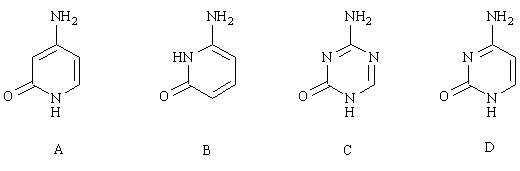 NH₂ NH₂ NH₂ NH₂
HN N N N
O N H O O N H O N H
A B C D